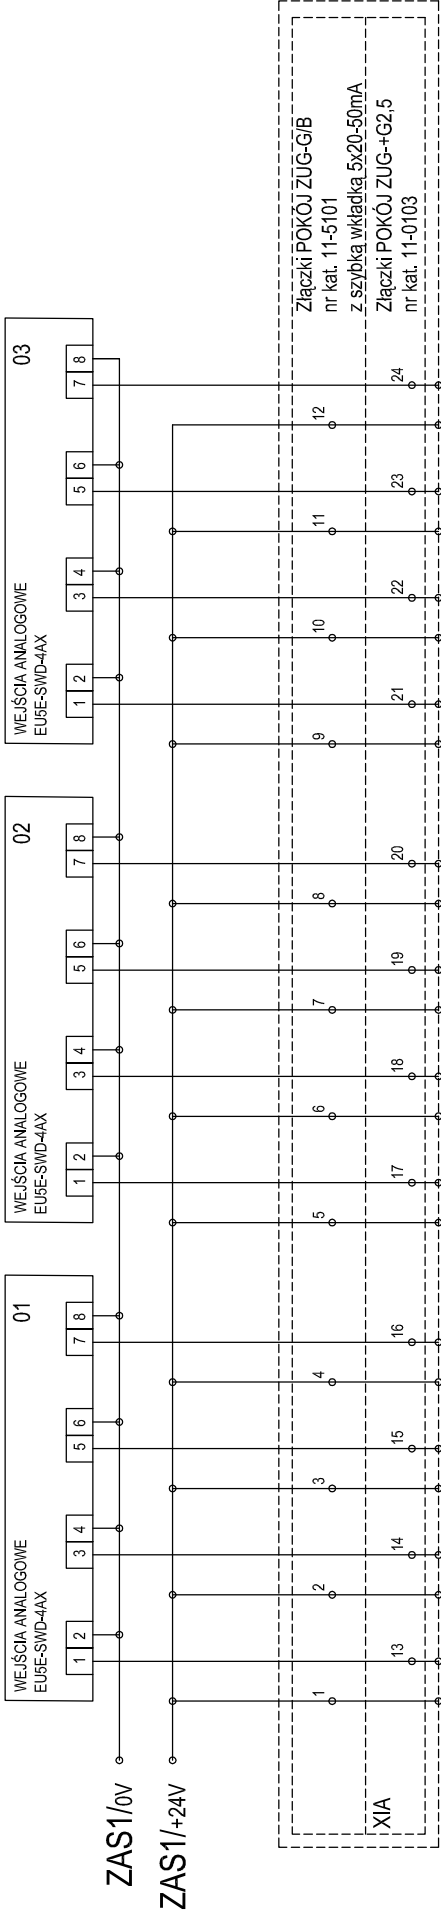 WEJŚCIA ANALOGOWE
EU5E-SWD-4AX
01
1 2 3 4 5 6 7 8
WEJŚCIA ANALOGOWE
EU5E-SWD-4AX
02
1 2 3 4 5 6 7 8
WEJŚCIA ANALOGOWE
EU5E-SWD-4AX
03
1 2 3 4 5 6 7 8
ZAS1/0V
ZAS1/+24V
1 2 3 4 5 6 7 8 9 10 11 12
Złączki POKÓJ ZUG-G/B
nr kat. 11-5101
z szybką wkładką 5x20-50mA
XIA
13 14 15 16 17 18 19 20 21 22 23 24
Złączki POKÓJ ZUG-+G2,5
nr kat. 11-0103